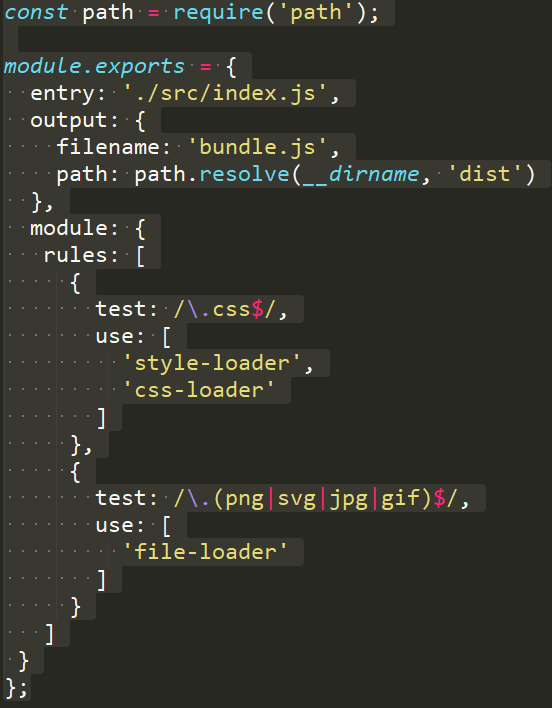 const path = require('path');

module.exports = {
  entry: './src/index.js',
  output: {
    filename: 'bundle.js',
    path: path.resolve(__dirname, 'dist')
  },
  module: {
   rules: [
     {
       test: /\.css$/,
       use: [
         'style-loader',
         'css-loader'
       ]
     },
     {
       test: /\.(png|svg|jpg|gif)$/,
       use: [
         'file-loader'
       ]
     }
   ]
 }
};